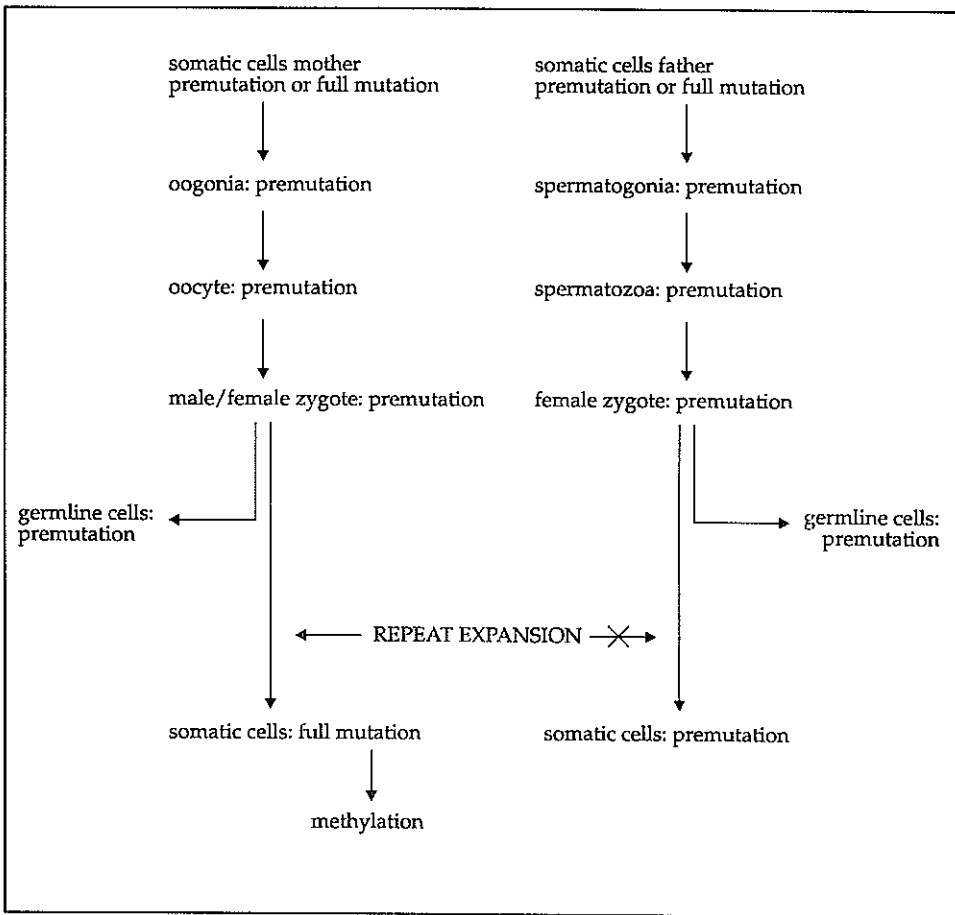 somatic cells mother
premutation or full mutation
somatic cells father
premutation or full mutation
oogonia: premutation
spermatogonia: premutation
oocyte: premutation
spermatozoa: premutation
male/female zygote: premutation
female zygote: premutation
germline cells:
premutation
germline cells:
premutation
REPEAT EXPANSION
somatic cells: full mutation
somatic cells: premutation
methylation